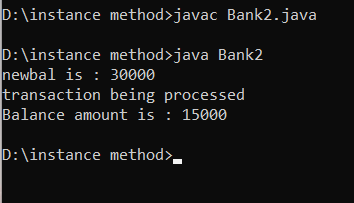 D:\instance method>javac Bank2.java
D:\instance method>java Bank2
newbal is : 30000
transaction being processed
Balance amount is : 15000
D:\instance method>